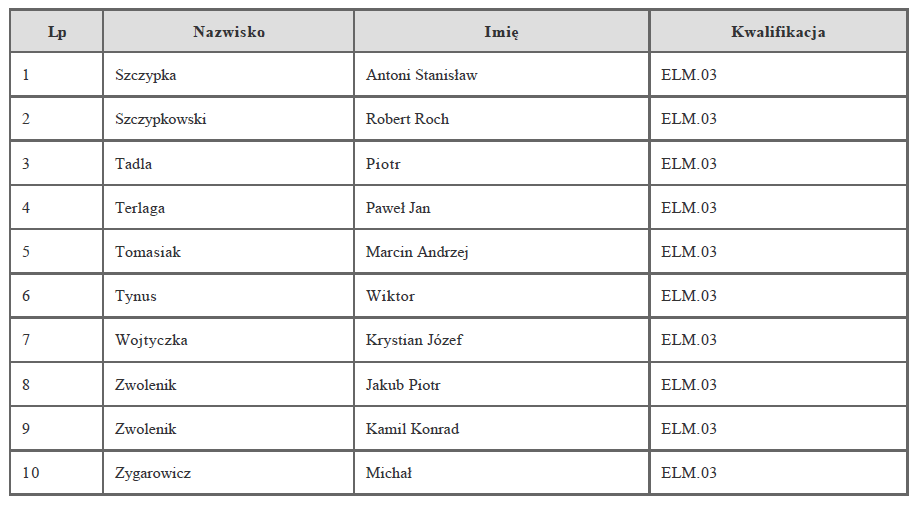 Lp Nazwisko Imię Kwalifikacja
1 Szczypka Antoni Stanisław ELM.03
2 Szczypkowski Robert Roch ELM.03
3 Tadla Piotr ELM.03
4 Terlaga Paweł Jan ELM.03
5 Tomasiak Marcin Andrzej ELM.03
6 Tynus Wiktor ELM.03
7 Wojtyczka Krystian Józef ELM.03
8 Zwolenik Jakub Piotr ELM.03
9 Zwolenik Kamil Konrad ELM.03
10 Zygarowicz Michał ELM.03